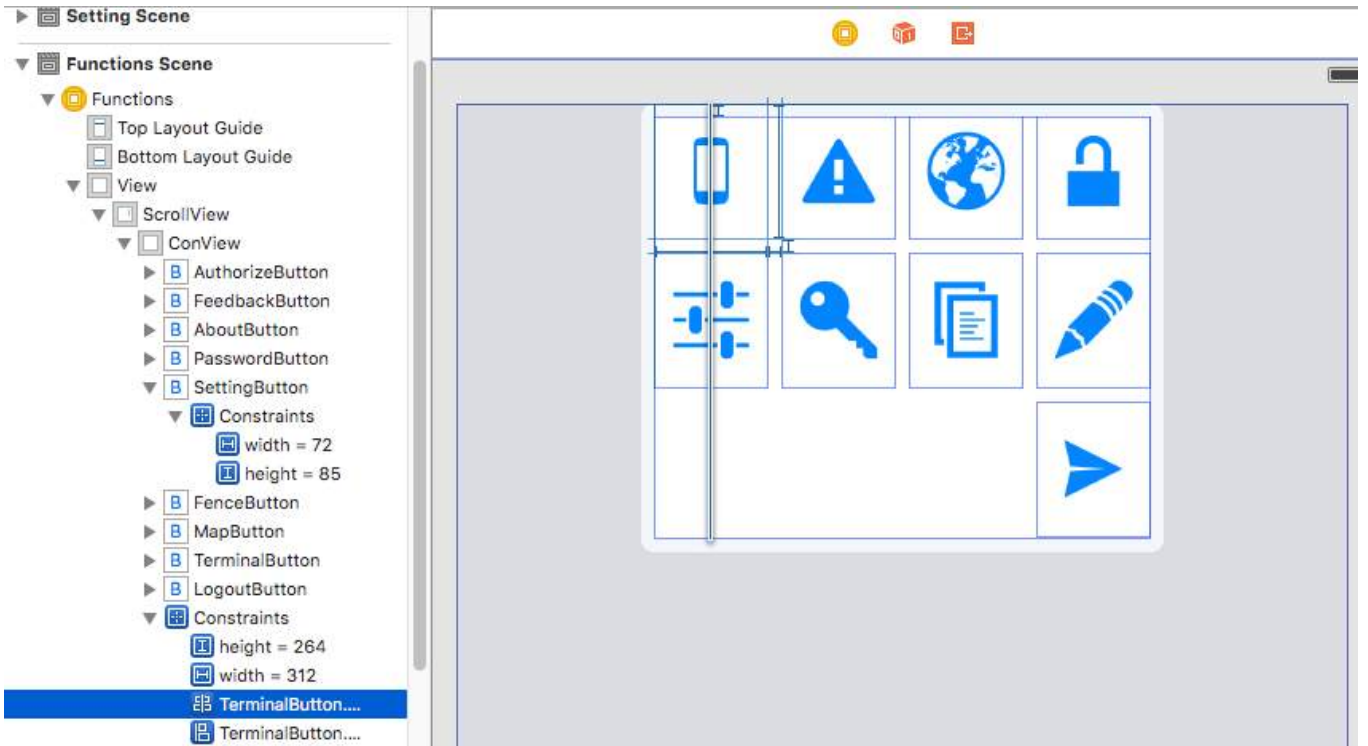 Setting Scene
Functions Scene
Functions
Top Layout Guide
Bottom Layout Guide
View
ScrollView
ConView
B AuthorizeButton
B FeedbackButton
B AboutButton
B PasswordButton
B SettingButton
Constraints
width = 72
height = 85
B FenceButton
B MapButton
B TerminalButton
B LogoutButton
Constraints
height = 264
width = 312
TerminalButton....
TerminalButton....